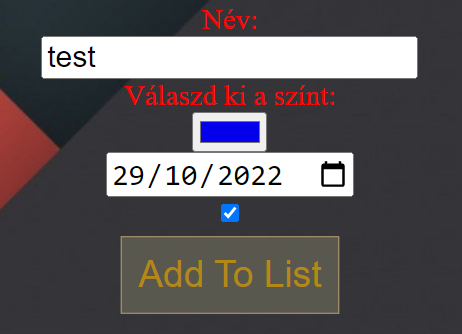 Név:
test
Válaszd ki a színt:
29/10/2022
Add To List